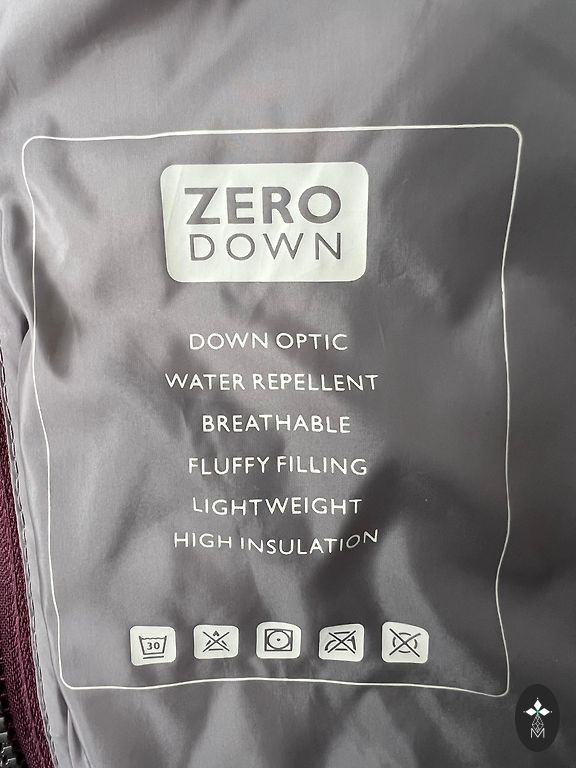 ZERO
DOWN
DOWN OPTIC
WATER REPELLENT
BREATHABLE
FLUFFY FILLING
LIGHTWEIGHT
HIGH INSULATION
30
M